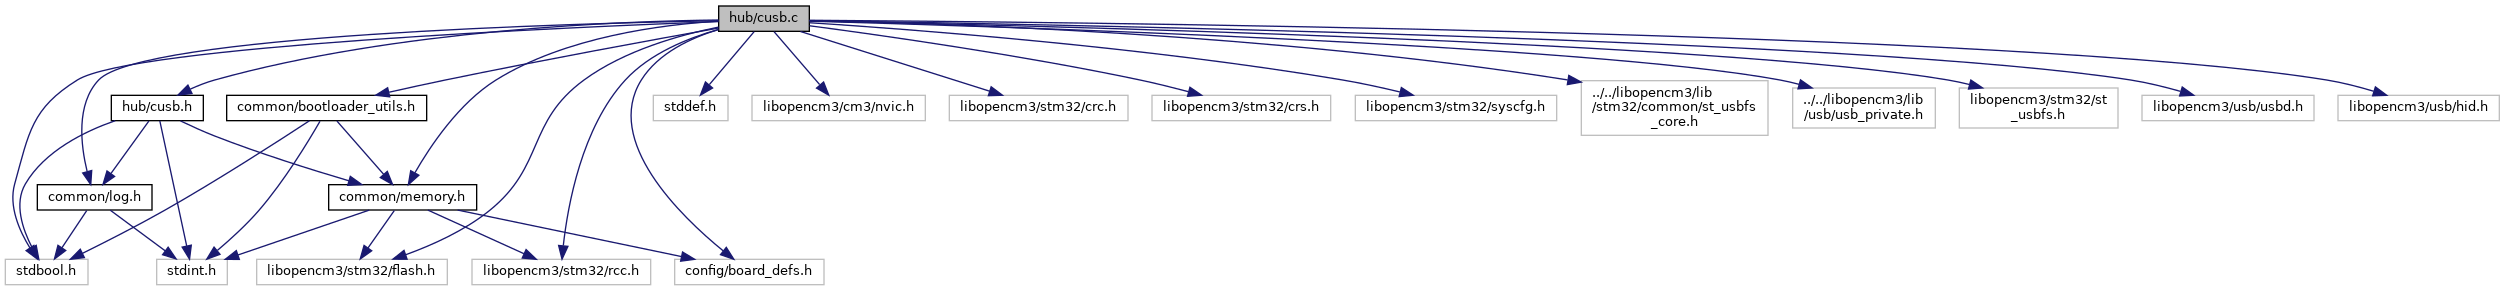 hub/cusb.c
hub/cusb.h
common/bootloader_utils.h
stddef.h
libopencm3/cm3/nvic.h
libopencm3/stm32/crc.h
libopencm3/stm32/crs.h
libopencm3/stm32/syscfg.h
../../libopencm3/lib
/stm32/common/st_usbfs
_core.h
../../libopencm3/lib
/usb/usb_private.h
libopencm3/stm32/st
_usbfs.h
libopencm3/usb/usbd.h
libopencm3/usb/hid.h
common/log.h
common/memory.h
stdbool.h
stdint.h
libopencm3/stm32/flash.h
libopencm3/stm32/rcc.h
config/board_defs.h